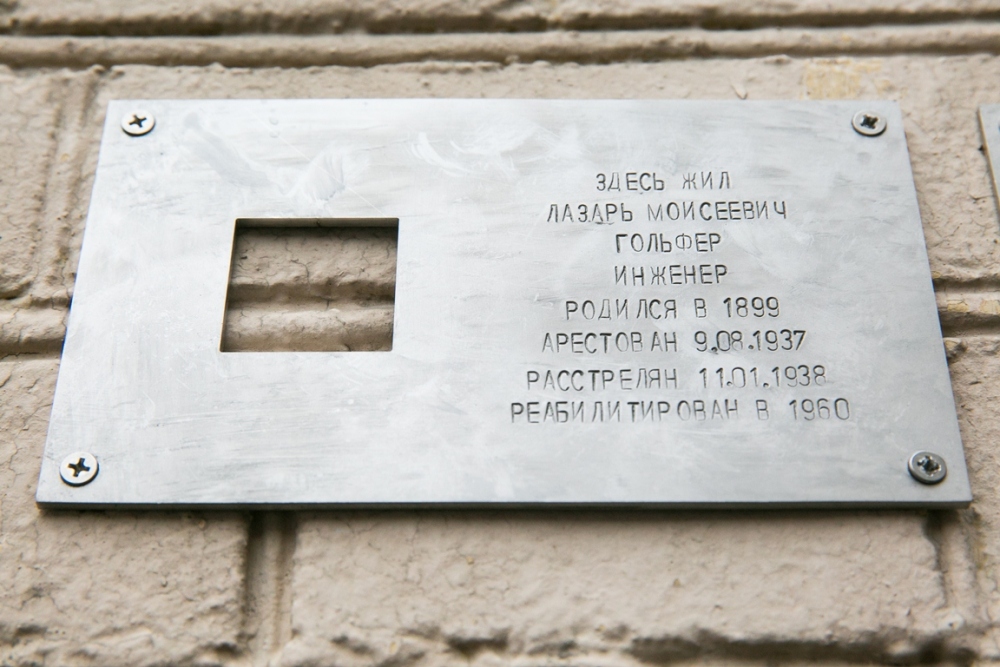 ЗДЕСЬ ЖИЛ
ЛАЗАРЬ МОИСЕЕВИЧ
ГОЛЬФЕР
ИНЖЕНЕР
РОДИЛСЯ В 1899
АРЕСТОВАН 9.08.1937
РАССТРЕЛЯН 11.01.1938
РЕАБИЛИТИРОВАН В 1960